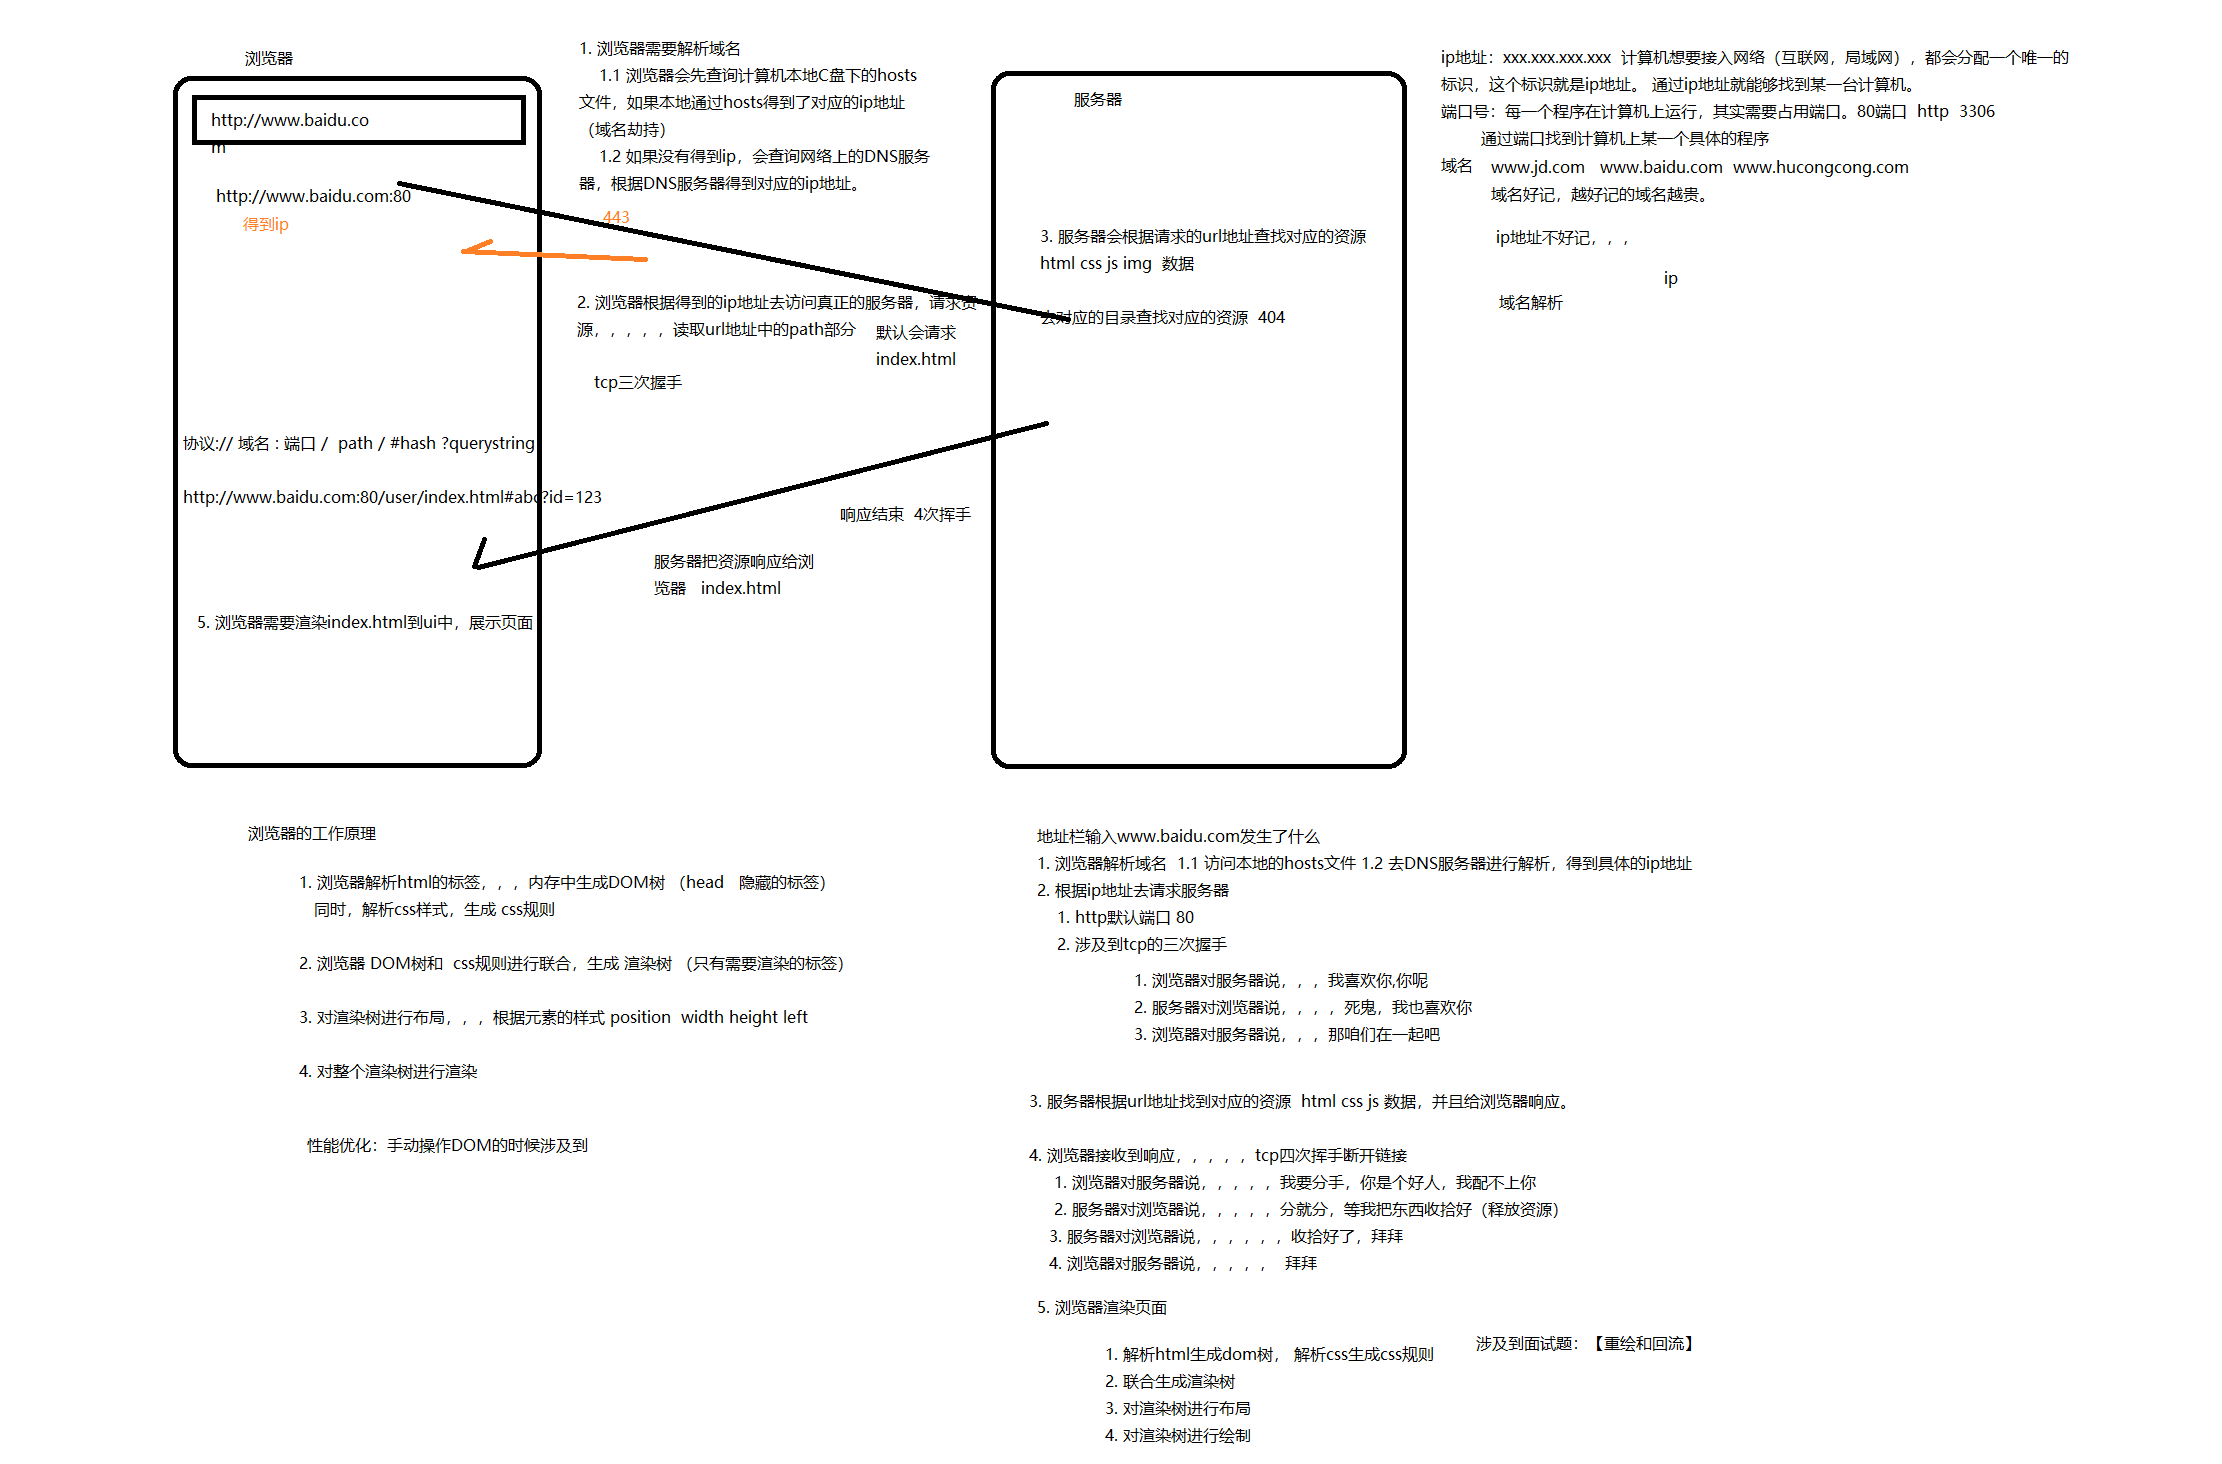 浏览器
http://www.baidu.co
m
http://www.baidu.com:80
得到ip
协议:// 域名 : 端口 / path / #hash ?querystring
http://www.baidu.com:80/user/index.html#abc?id=123
5. 浏览器需要渲染index.html到ui中，展示页面
1. 浏览器需要解析域名
1.1 浏览器会先查询计算机本地C盘下的hosts
文件，如果本地通过hosts得到了对应的ip地址
（域名劫持）
1.2 如果没有得到ip，会查询网络上的DNS服务
器，根据DNS服务器得到对应的ip地址。
443
2. 浏览器根据得到的ip地址去访问真正的服务器，请求资
源，，，，，读取url地址中的path部分
默认会请求
index.html
tcp三次握手
响应结束 4次挥手
服务器把资源响应给浏
览器 index.html
服务器
3. 服务器会根据请求的url地址查找对应的资源
html css js img 数据
去对应的目录查找对应的资源 404
ip地址：xxx.xxx.xxx.xxx 计算机想要接入网络（互联网，局域网），都会分配一个唯一的
标识，这个标识就是ip地址。 通过ip地址就能够找到某一台计算机。
端口号：每一个程序在计算机上运行，其实需要占用端口。80端口 http 3306
通过端口找到计算机上某一个具体的程序
域名 www.jd.com www.baidu.com www.hucongcong.com
域名好记，越好记的域名越贵。
ip地址不好记，，，
ip
域名解析
浏览器的工作原理
1. 浏览器解析html的标签，，，内存中生成DOM树 （head 隐藏的标签）
同时，解析css样式，生成 css规则
2. 浏览器 DOM树和 css规则进行联合，生成 渲染树 （只有需要渲染的标签）
3. 对渲染树进行布局，，，根据元素的样式 position width height left
4. 对整个渲染树进行渲染
性能优化：手动操作DOM的时候涉及到
地址栏输入www.baidu.com发生了什么
1. 浏览器解析域名 1.1 访问本地的hosts文件 1.2 去DNS服务器进行解析，得到具体的ip地址
2. 根据ip地址去请求服务器
1. http默认端口 80
2. 涉及到tcp的三次握手
1. 浏览器对服务器说，，，我喜欢你,你呢
2. 服务器对浏览器说，，，，死鬼，我也喜欢你
3. 浏览器对服务器说，，，那咱们在一起吧
3. 服务器根据url地址找到对应的资源 html css js 数据，并且给浏览器响应。
4. 浏览器接收到响应，，，，，tcp四次挥手断开链接
1. 浏览器对服务器说，，，，，我要分手，你是个好人，我配不上你
2. 服务器对浏览器说，，，，，分就分，等我把东西收拾好（释放资源）
3. 服务器对浏览器说，，，，，，收拾好了，拜拜
4. 浏览器对服务器说，，，，， 拜拜
5. 浏览器渲染页面
涉及到面试题：【重绘和回流】
1. 解析html生成dom树， 解析css生成css规则
2. 联合生成渲染树
3. 对渲染树进行布局
4. 对渲染树进行绘制